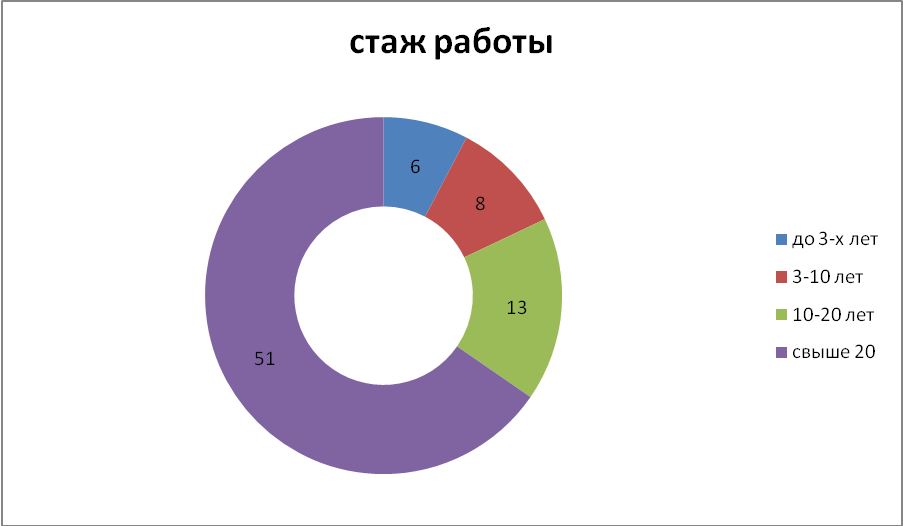 стаж работы
6
8
13
51
до 3-х лет
3-10 лет
10-20 лет
свыше 20